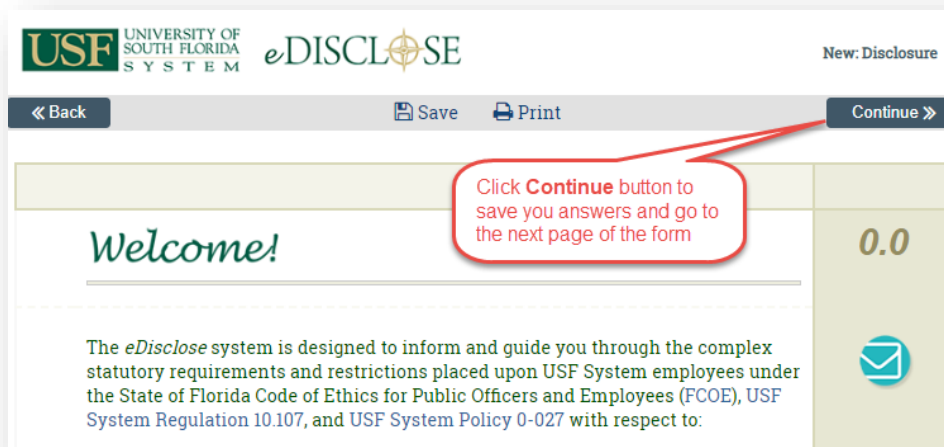 USF UNIVERSITY OF
SOUTH FLORIDA
SYSTEM
eDISCLOSE
New: Disclosure
« Back
Save
Print
Continue »
Click Continue button to
save you answers and go to
the next page of the form
Welcome!
0.0
The eDisclose system is designed to inform and guide you through the complex
statutory requirements and restrictions placed upon USF System employees under
the State of Florida Code of Ethics for Public Officers and Employees (FCOE), USF
System Regulation 10.107, and USF System Policy 0-027 with respect to: